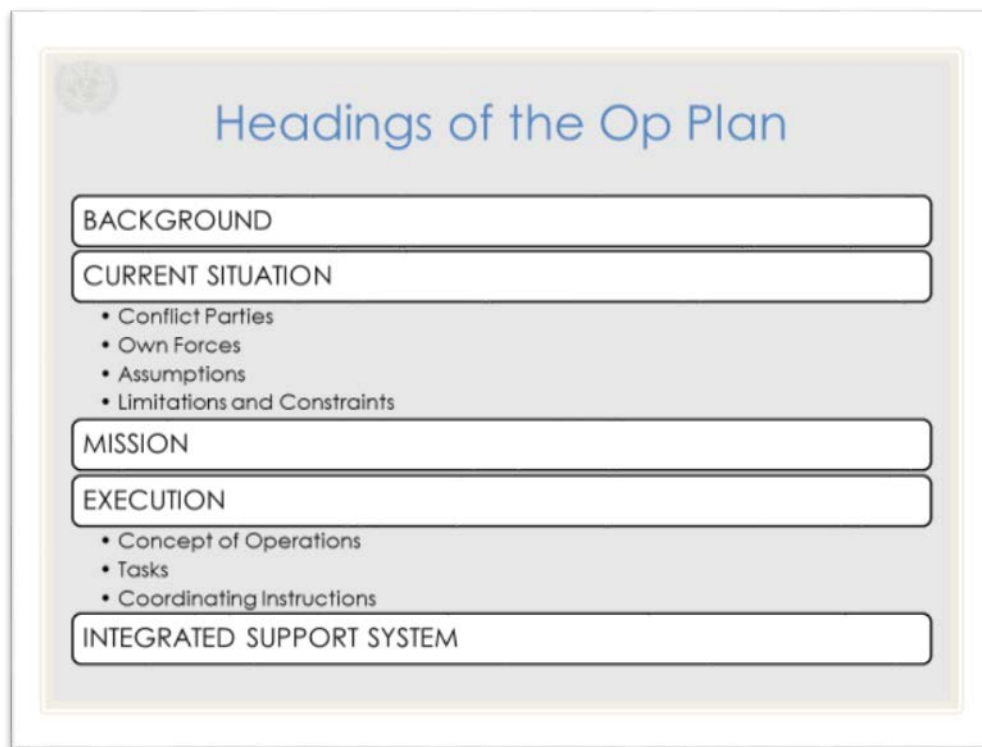 Headings of the Op Plan
BACKGROUND
CURRENT SITUATION
• Conflict Parties
• Own Forces
• Assumptions
• Limitations and Constraints
MISSION
EXECUTION
• Concept of Operations
• Tasks
• Coordinating Instructions
INTEGRATED SUPPORT SYSTEM